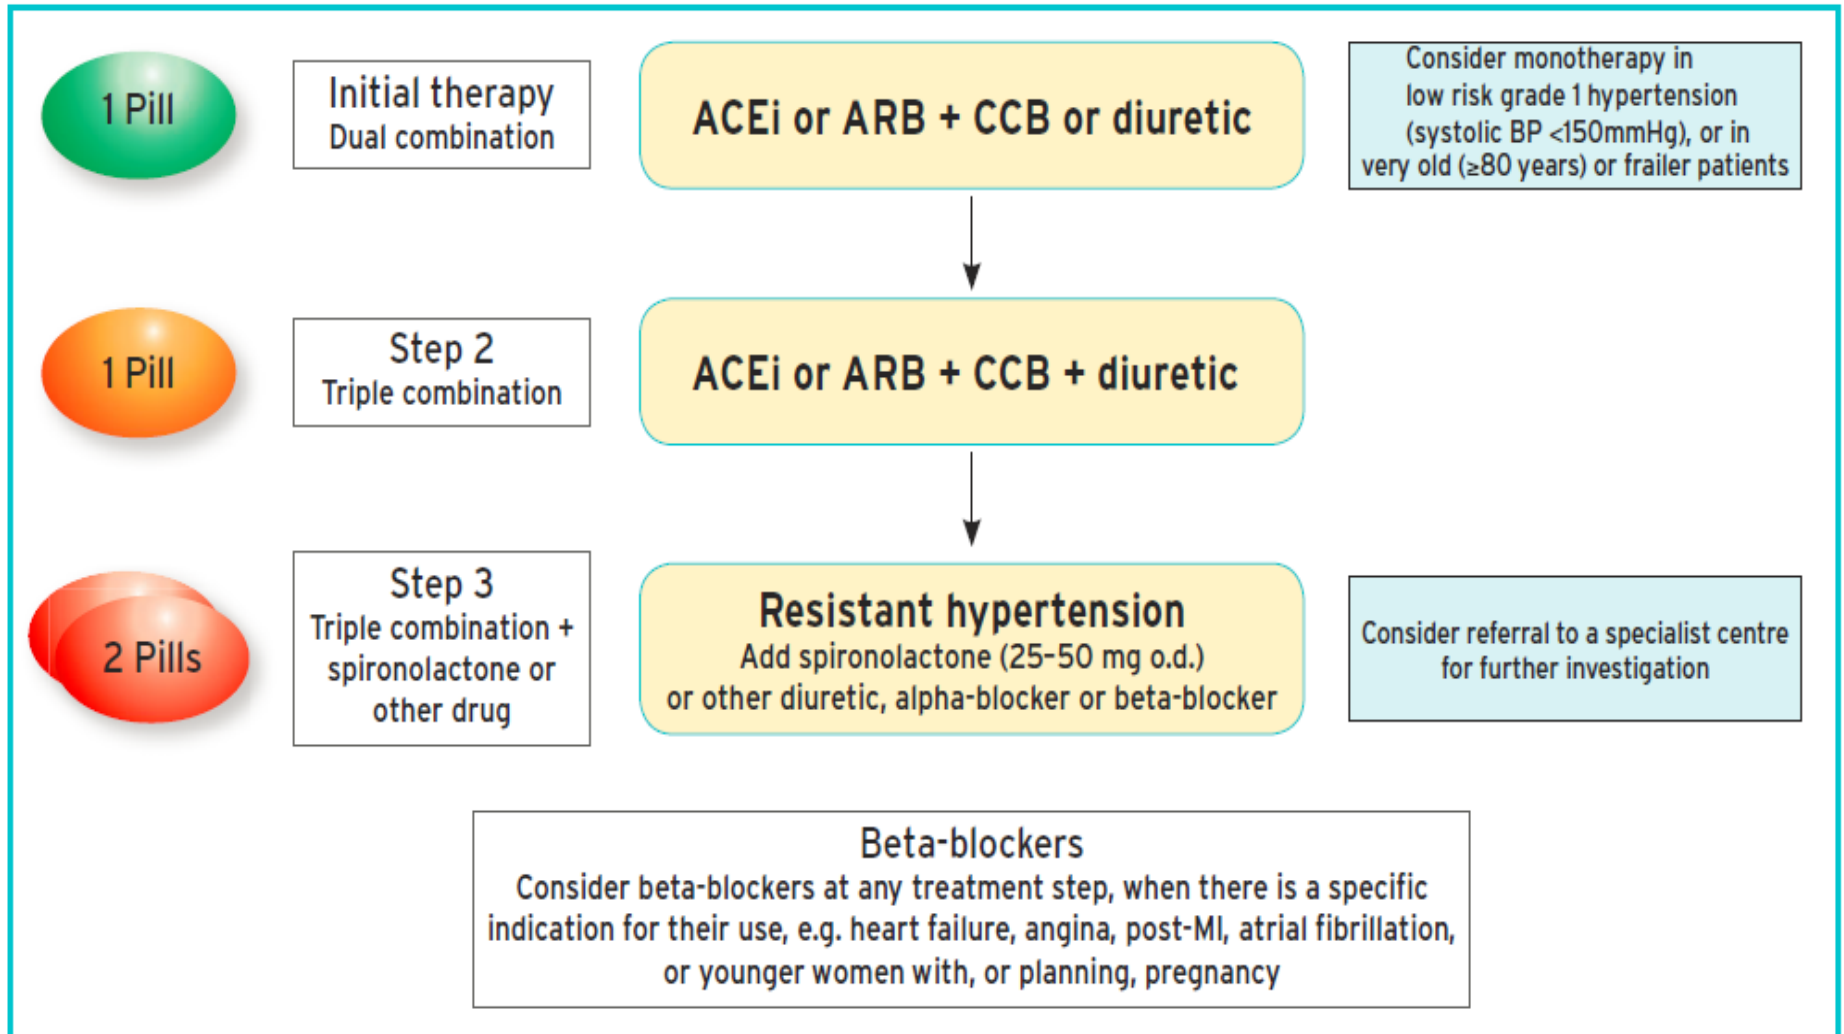 1 Pill
Initial therapy
Dual combination
ACEi or ARB + CCB or diuretic
Consider monotherapy in
low risk grade 1 hypertension
(systolic BP <150mmHg), or in
very old (≥80 years) or frailer patients
1 Pill
Step 2
Triple combination
ACEi or ARB + CCB + diuretic
2 Pills
Step 3
Triple combination +
spironolactone or
other drug
Resistant hypertension
Add spironolactone (25–50 mg o.d.)
or other diuretic, alpha-blocker or beta-blocker
Consider referral to a specialist centre
for further investigation
Beta-blockers
Consider beta-blockers at any treatment step, when there is a specific
indication for their use, e.g. heart failure, angina, post-MI, atrial fibrillation,
or younger women with, or planning, pregnancy